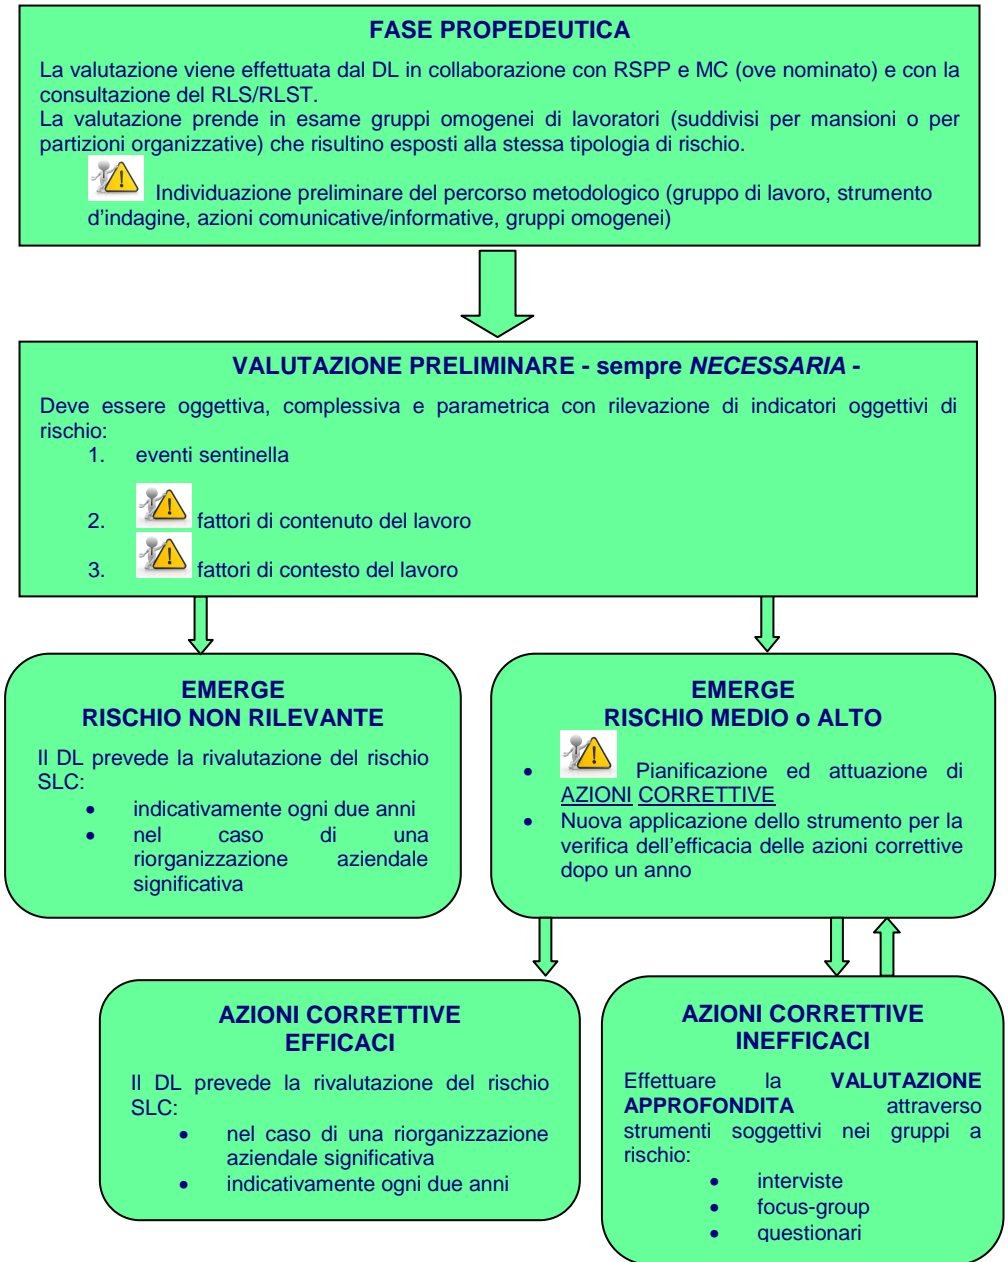 FASE PROPEDEUTICA
La valutazione viene effettuata dal DL in collaborazione con RSPP e MC (ove nominato) e con la
consultazione del RLS/RLST.
La valutazione prende in esame gruppi omogenei di lavoratori (suddivisi per mansioni o per
partizioni organizzative) che risultino esposti alla stessa tipologia di rischio.
Individuazione preliminare del percorso metodologico (gruppo di lavoro, strumento
d'indagine, azioni comunicative/informative, gruppi omogenei)
VALUTAZIONE PRELIMINARE - sempre NECESSARIA -
Deve essere oggettiva, complessiva e parametrica con rilevazione di indicatori oggettivi di
rischio:
1. eventi sentinella
2. fattori di contenuto del lavoro
3. fattori di contesto del lavoro
EMERGE
RISCHIO NON RILEVANTE
Il DL prevede la rivalutazione del rischio
SLC:
• indicativamente ogni due anni
• nel caso di una
riorganizzazione aziendale
significativa
EMERGE
RISCHIO MEDIO o ALTO
• Pianificazione ed attuazione di
AZIONI CORRETTIVE
• Nuova applicazione dello strumento per la
verifica dell'efficacia delle azioni correttive
dopo un anno
AZIONI CORRETTIVE
EFFICACI
Il DL prevede la rivalutazione del rischio
SLC:
• nel caso di una riorganizzazione
aziendale significativa
• indicativamente ogni due anni
AZIONI CORRETTIVE
INEFFICACI
Effettuare la VALUTAZIONE
APPROFONDITA attraverso
strumenti soggettivi nei gruppi a
rischio:
• interviste
• focus-group
• questionari